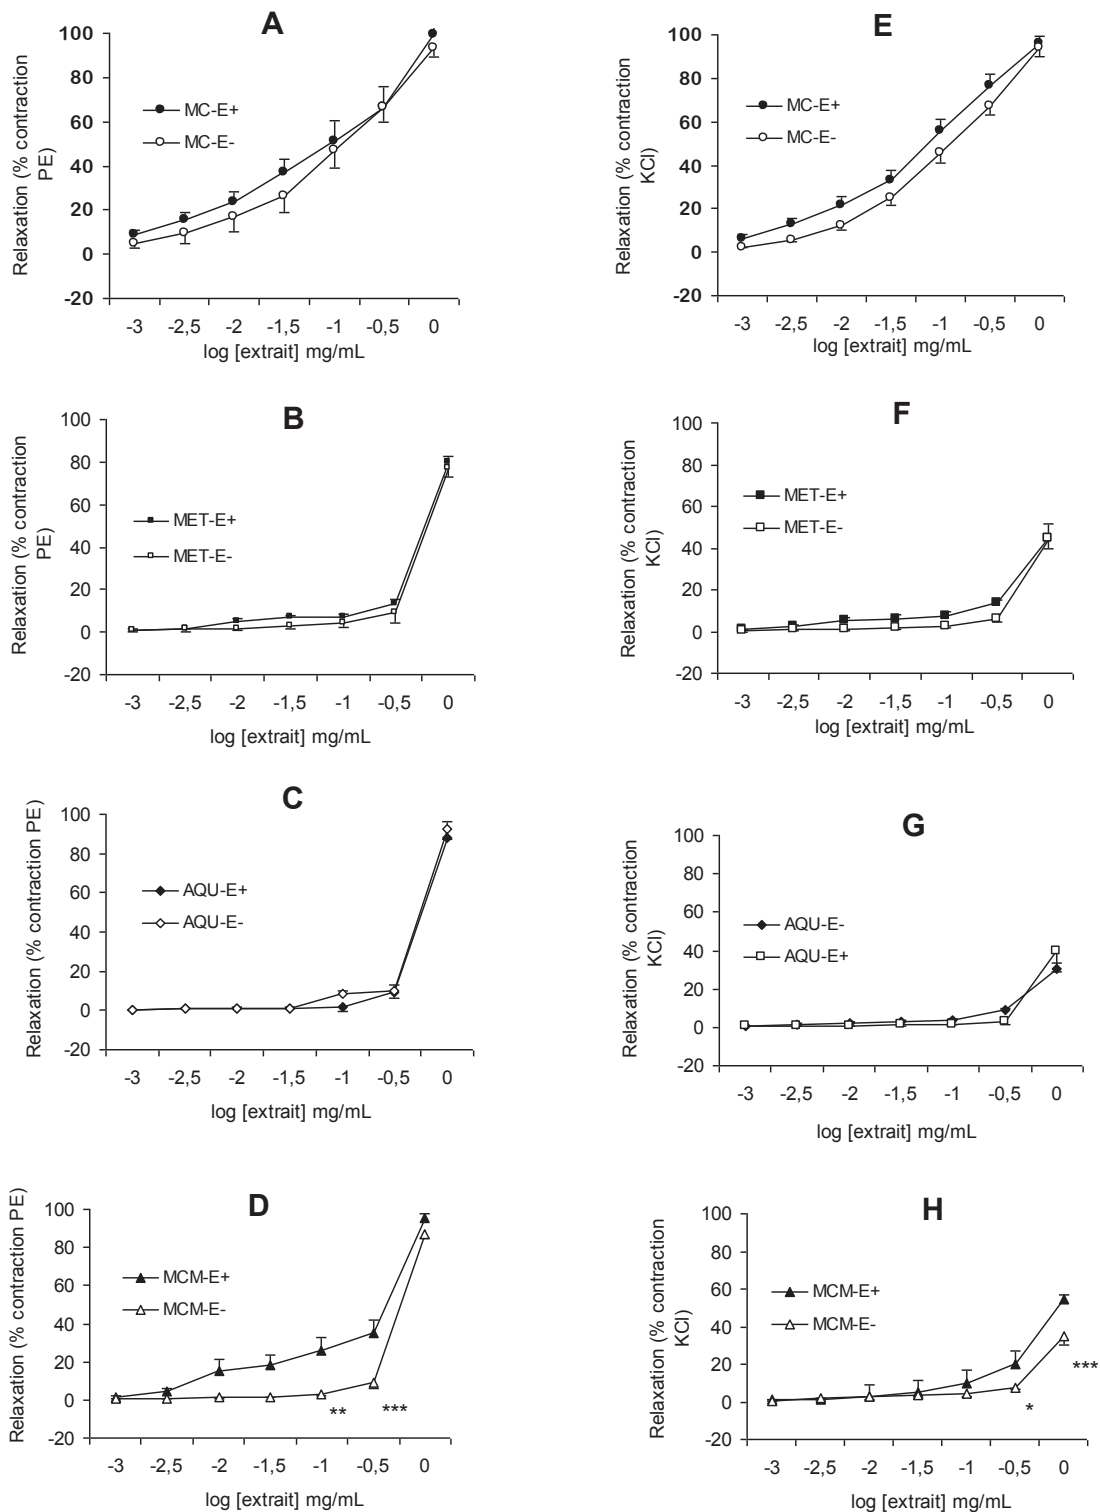 A
Relaxation (% contraction
PE)
100
80
60
40
20
0
-20
MC-E+
MC-E-
-3 -2,5 -2 -1,5 -1 -0,5 0
log [extrait] mg/mL
E
Relaxation (% contraction
KCl)
100
80
60
40
20
0
-20
MC-E+
MC-E-
-3 -2,5 -2 -1,5 -1 -0,5 0
log [extrait] mg/mL
B
Relaxation (% contraction
PE)
100
80
60
40
20
0
-20
MET-E+
MET-E-
-3 -2,5 -2 -1,5 -1 -0,5 0
log [extrait] mg/mL
F
Relaxation (% contraction
KCl)
100
80
60
40
20
0
-20
MET-E+
MET-E-
-3 -2,5 -2 -1,5 -1 -0,5 0
log [extrait] mg/mL
C
Relaxation (% contraction PE)
100
80
60
40
20
0
-20
AQU-E+
AQU-E-
-3 -2,5 -2 -1,5 -1 -0,5 0
log [extrait] mg/mL
G
Relaxation (% contraction
KCl)
100
80
60
40
20
0
-20
AQU-E-
AQU-E+
-3 -2,5 -2 -1,5 -1 -0,5 0
log [extrait] mg/mL
D
Relaxation (% contraction PE)
100
80
60
40
20
0
-20
MCM-E+
MCM-E-
** ***
-3 -2,5 -2 -1,5 -1 -0,5 0
log [extrait] mg/mL
H
Relaxation (% contraction
KCl)
100
80
60
40
20
0
-20
MCM-E+
MCM-E-
***
*
-3 -2,5 -2 -1,5 -1 -0,5 0
log [extrait] mg/mL